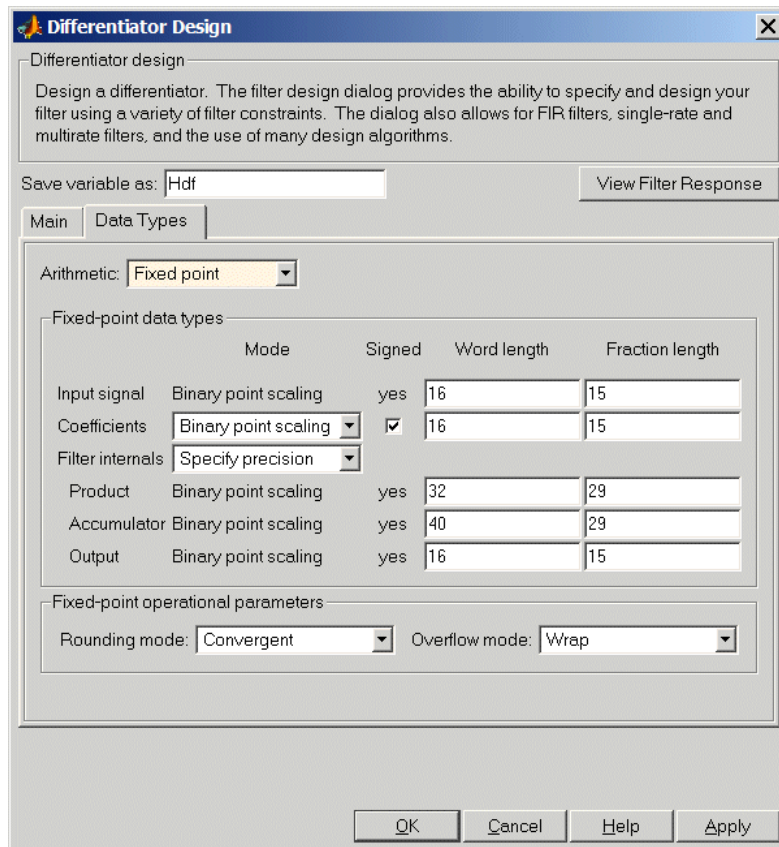 Differentiator Design
Differentiator design
Design a differentiator. The filter design dialog provides the ability to specify and design your
filter using a variety of filter constraints. The dialog also allows for FIR filters, single-rate and
multirate filters, and the use of many design algorithms.
Save variable as: Hdf View Filter Response
Main Data Types
Arithmetic: Fixed point
Fixed-point data types
Mode Signed Word length Fraction length
Input signal Binary point scaling yes 16 15
Coefficients Binary point scaling 16 15
Filter internals Specify precision
Product Binary point scaling yes 32 29
Accumulator Binary point scaling yes 40 29
Output Binary point scaling yes 16 15
Fixed-point operational parameters
Rounding mode: Convergent Overflow mode: Wrap
OK Cancel Help Apply